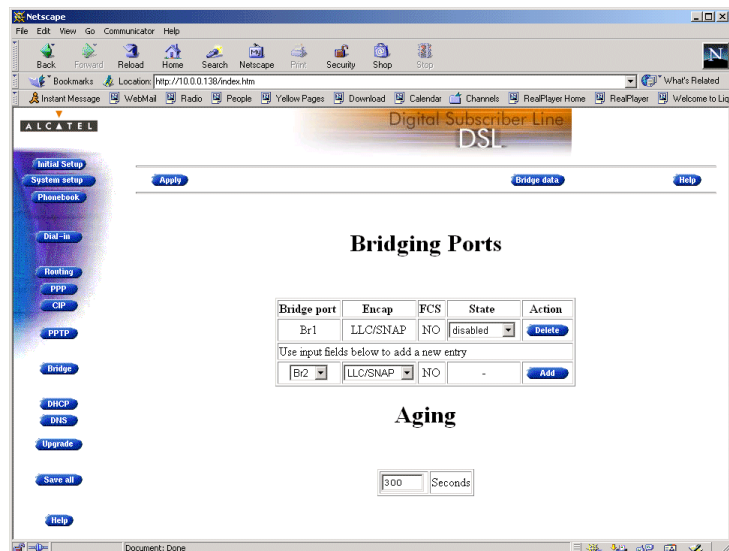 Netscape
File Edit View Go Communicator Help
Back Forward Reload Home Search Netscape Print Security Shop Stop
N
Bookmarks Location: http://10.0.0.138/index.htm What's Related
Instant Message WebMail Radio People Yellow Pages Download Calendar Channels RealPlayer Home RealPlayer Welcome to Liq
ALCATEL
Digital Subscriber Line
DSL
Initial Setup
System setup
Phonebook
Dial-in
Routing
PPP
CIP
PPTP
Bridge
DHCP
DNS
Upgrade
Save all
Help
Apply Bridge data Help
Bridging Ports
Bridge port Encap FCS State Action
Br1 LLC/SNAP NO disabled Delete
Use input fields below to add a new entry
Br2 LLC/SNAP NO - Add
Aging
300 Seconds
Document: Done